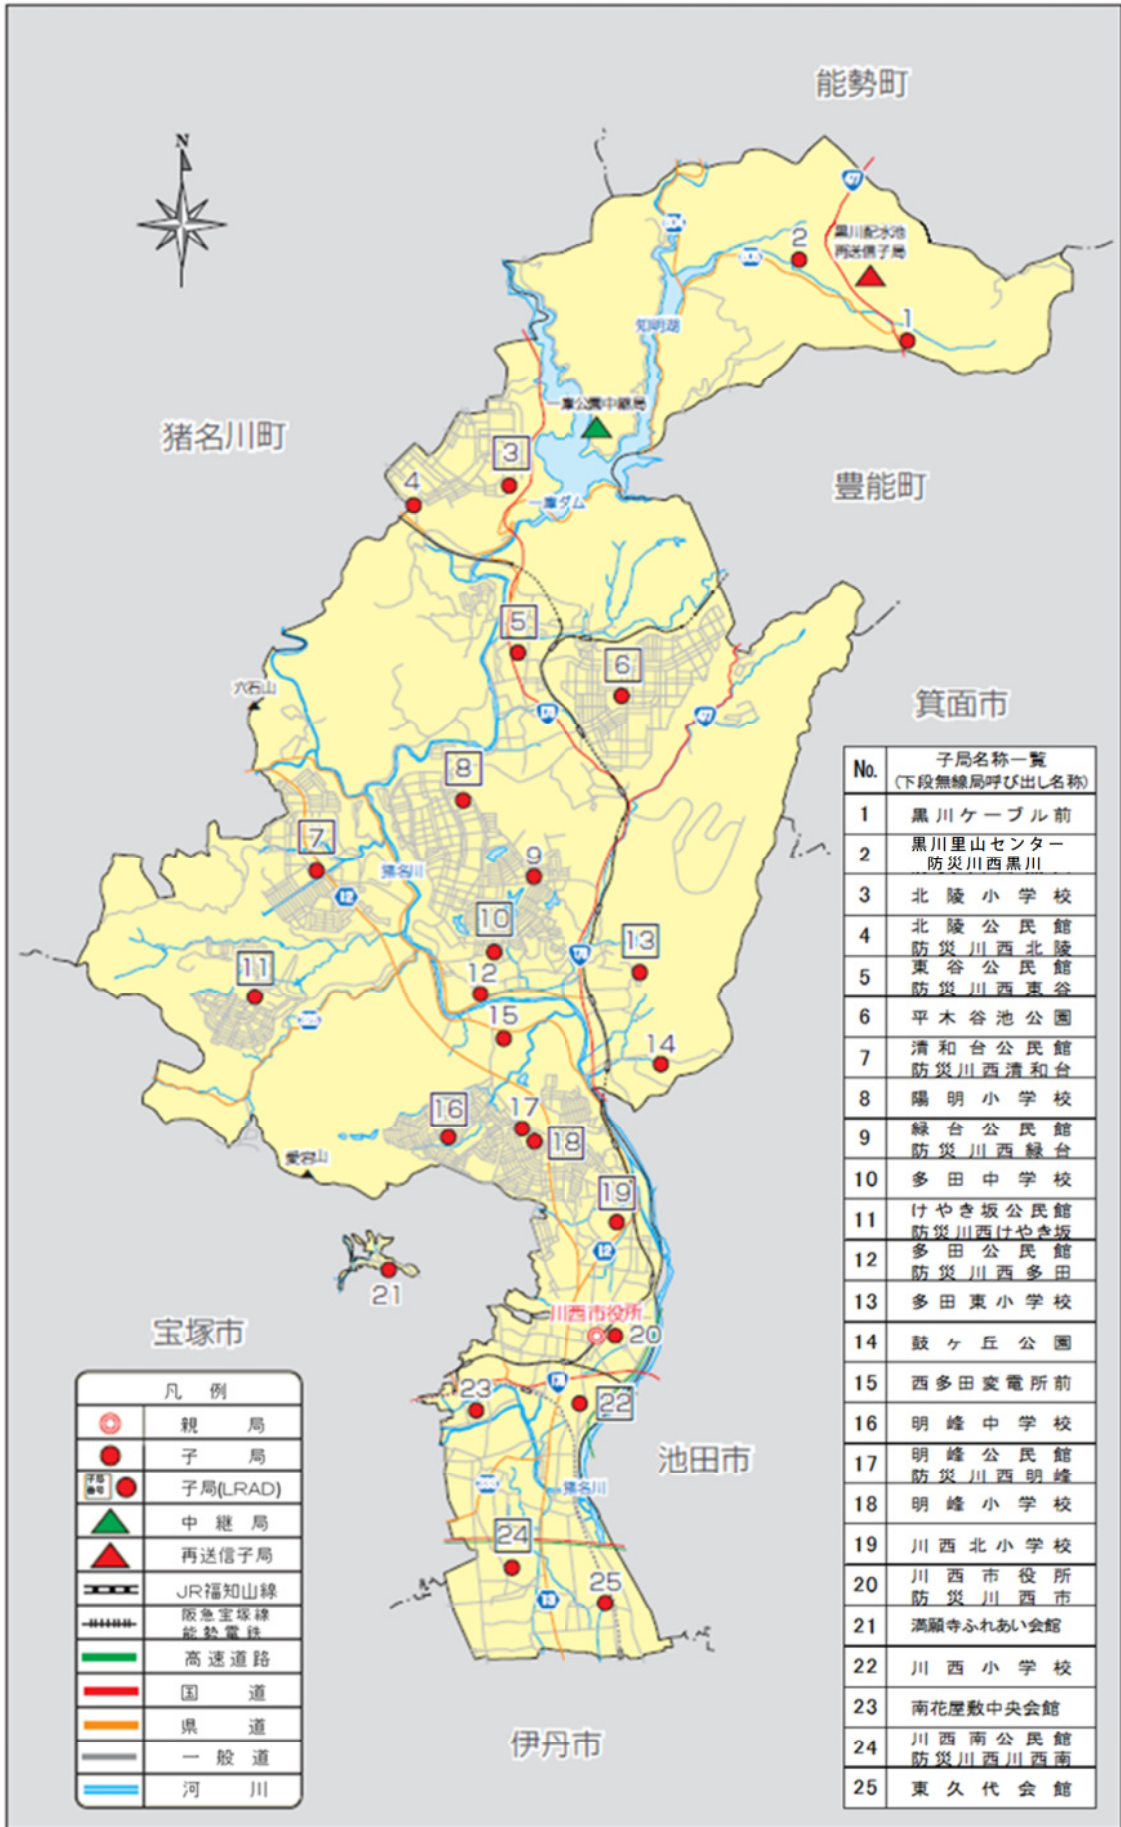 能勢町
N
477
黒川配水池
再送信子局
2
1
知明湖
一庫公園中継局
猪名川町
3
4
一庫ダム
豊能町
5
6
六石山
箕面市
173
477
8
7
9
猪名川
12
10
13
11
12
173
15
14
16
17
18
愛宕山
19
12
21
川西市役所
20
宝塚市
23
22
池田市
猪名川
24
25
13
伊丹市
凡 例
親 局
子 局
子局番号 子局(LRAD)
中 継 局
再送信子局
JR福知山線
阪急宝塚線
能勢電鉄
高速道路
国 道
県 道
一 般 道
河 川
No. 子局名称一覧
(下段無線局呼び出し名称)
1 黒川ケーブル前
2 黒川里山センター
防災川西黒川
3 北陵小学校
4 北陵公民館
防災川西北陵
5 東谷公民館
防災川西東谷
6 平木谷池公園
7 清和台公民館
防災川西清和台
8 陽明小学校
9 緑台公民館
防災川西緑台
10 多田中学校
11 けやき坂公民館
防災川西けやき坂
12 多田公民館
防災川西多田
13 多田東小学校
14 鼓ヶ丘公園
15 西多田変電所前
16 明峰中学校
17 明峰公民館
防災川西明峰
18 明峰小学校
19 川西北小学校
20 川西市役所
防災川西市
21 満願寺ふれあい会館
22 川西小学校
23 南花屋敷中央会館
24 川西南公民館
防災川西川西南
25 東久代会館